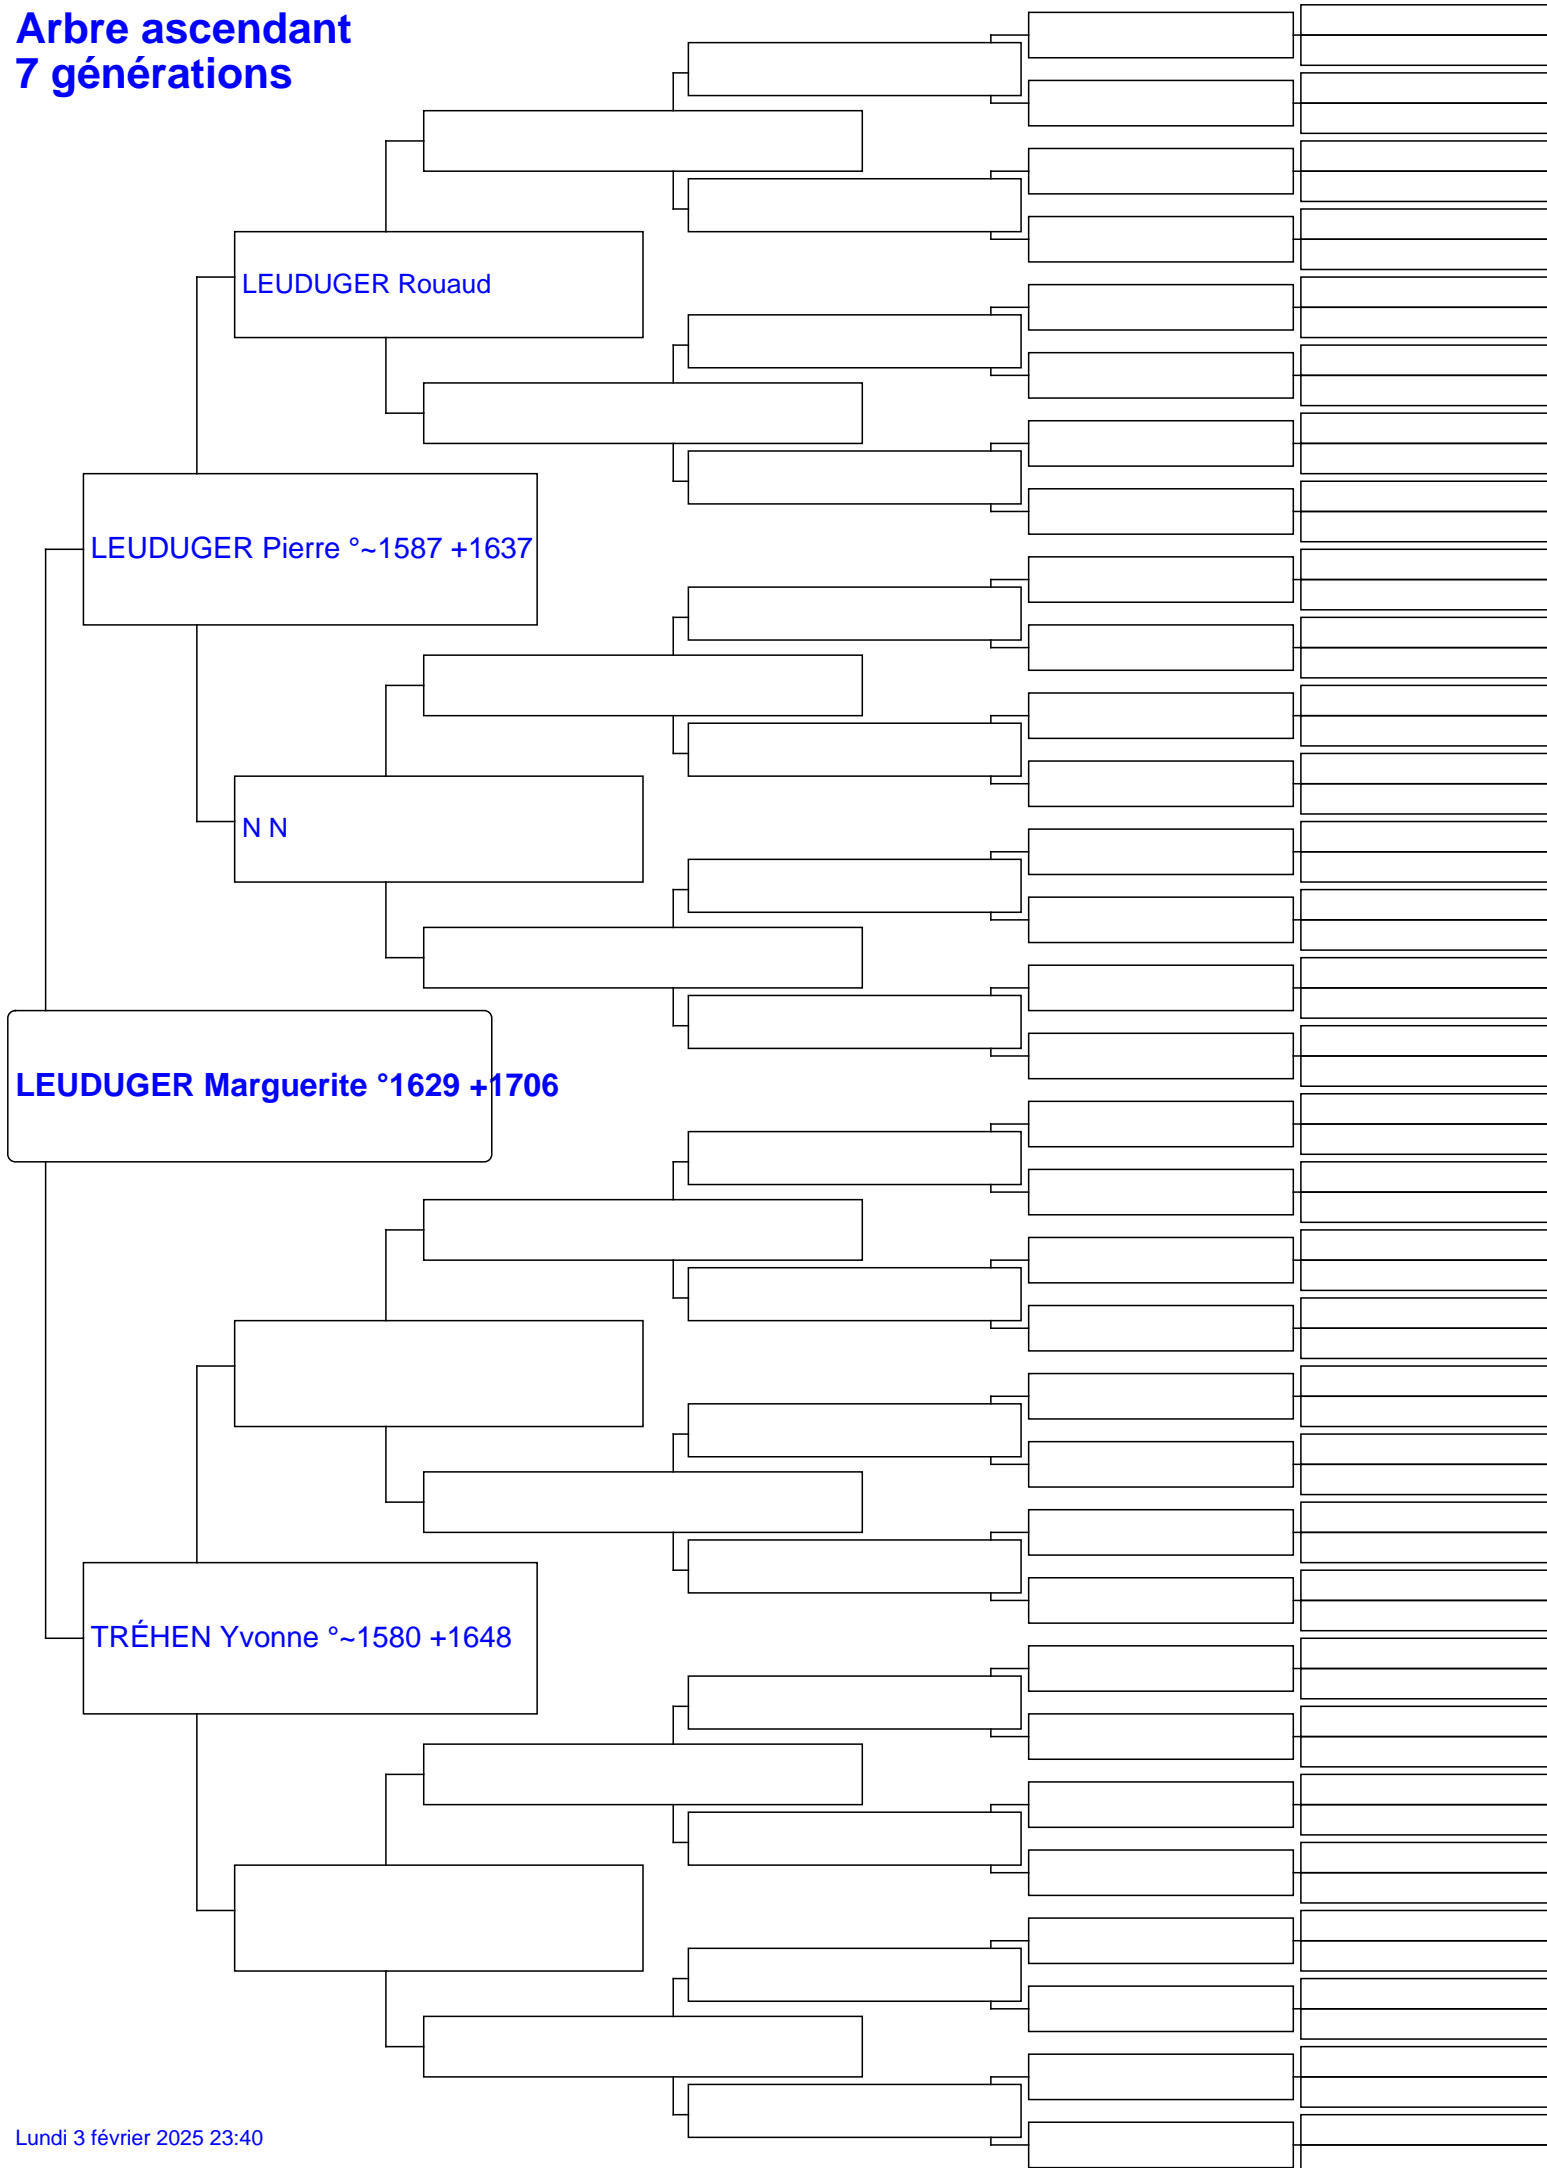 Arbre ascendant
7 générations
LEUDUGER Rouaud
LEUDUGER Pierre °~1587 +1637
N N
LEUDUGER Marguerite °1629 +1706
TRÉHEN Yvonne °~1580 +1648
Lundi 3 février 2025 23:40